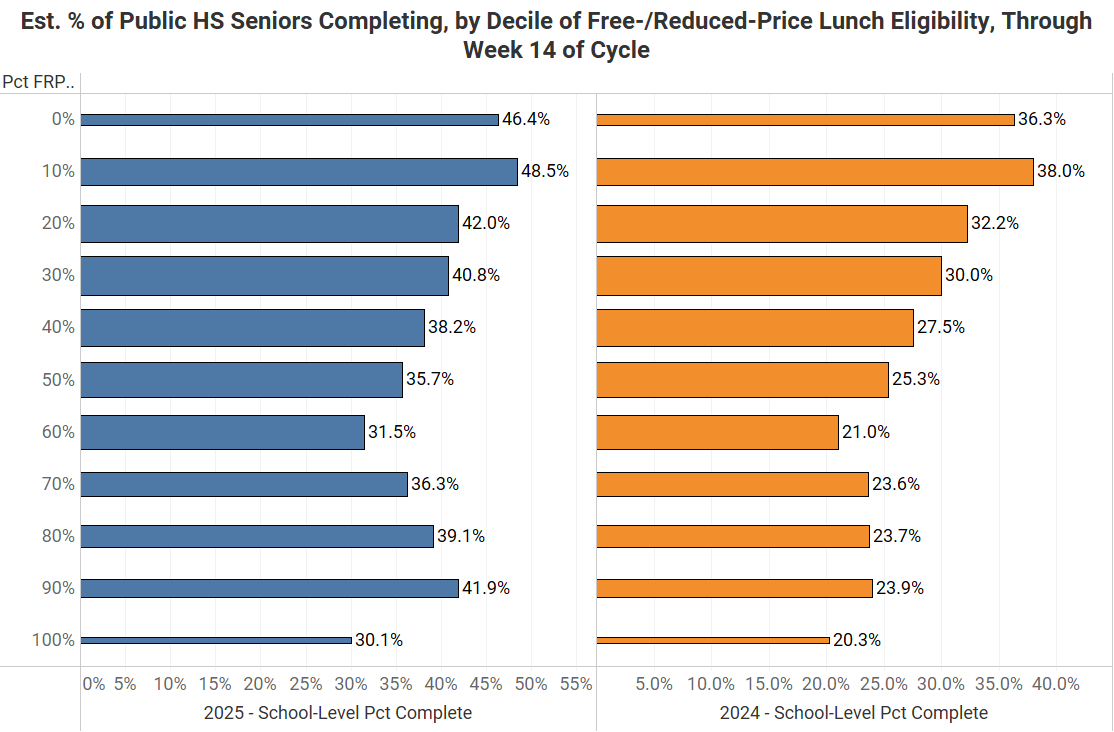 Est. % of Public HS Seniors Completing, by Decile of Free-/Reduced-Price Lunch Eligibility, Through
Week 14 of Cycle
Pct FRP..
0% 46.4% 36.3%
10% 48.5% 38.0%
20% 42.0% 32.2%
30% 40.8% 30.0%
40% 38.2% 27.5%
50% 35.7% 25.3%
60% 31.5% 21.0%
70% 36.3% 23.6%
80% 39.1% 23.7%
90% 41.9% 23.9%
100% 30.1% 20.3%
0% 5% 10% 15% 20% 25% 30% 35% 40% 45% 50% 55% 5.0% 10.0% 15.0% 20.0% 25.0% 30.0% 35.0% 40.0%
2025 - School-Level Pct Complete 2024 - School-Level Pct Complete